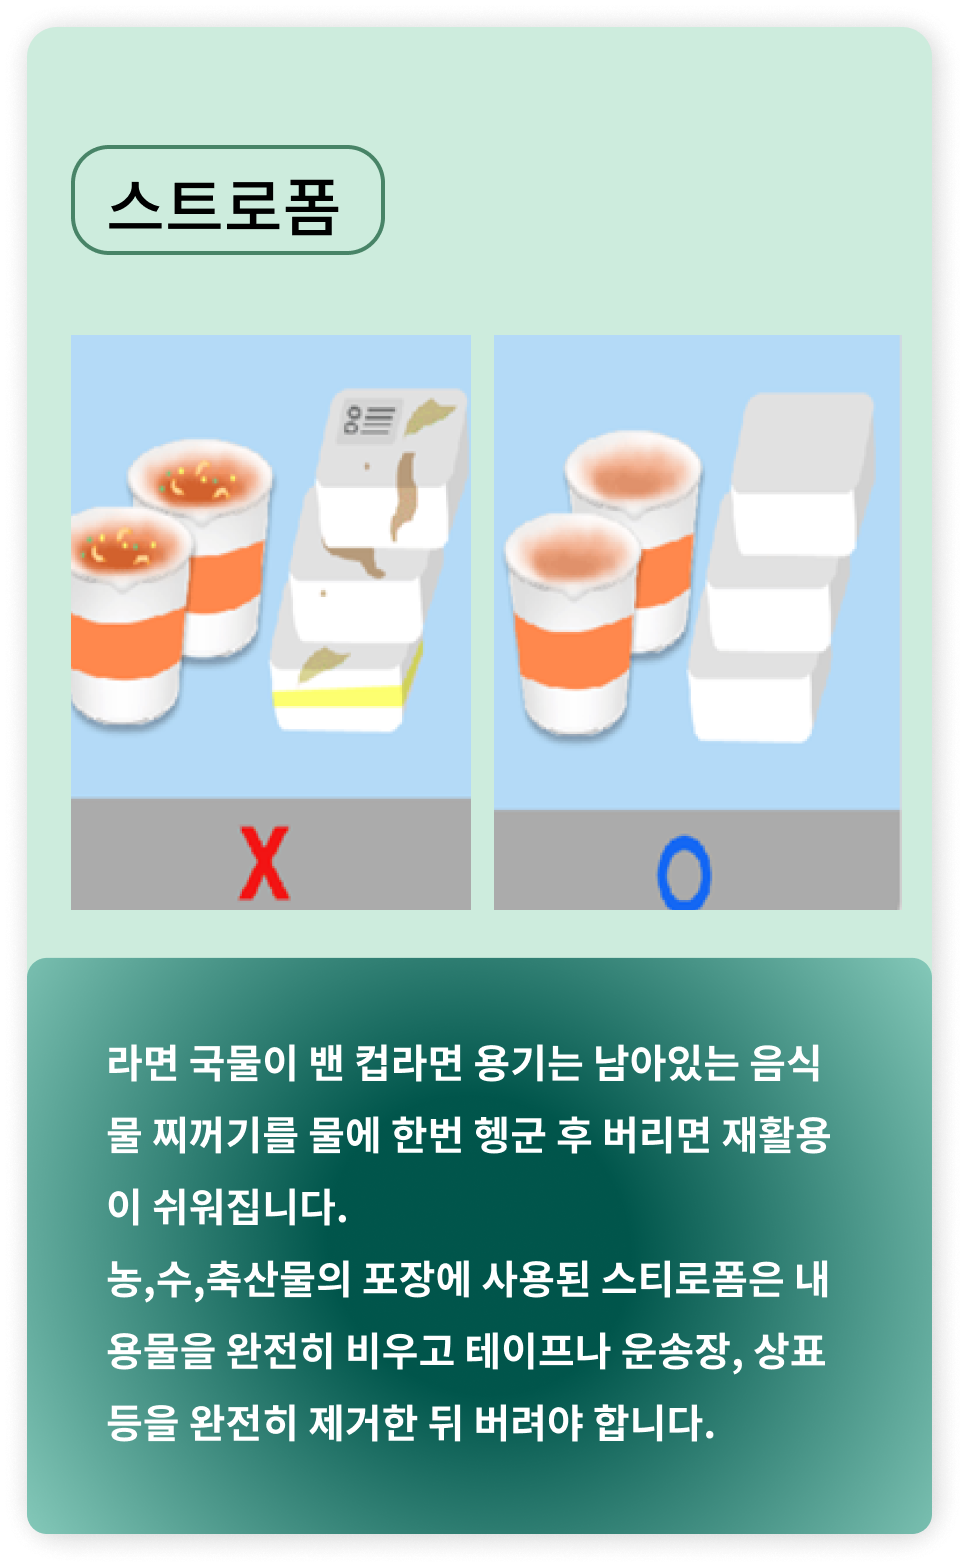 스트로폼
X
O
라면 국물이 밴 컵라면 용기는 남아있는 음식
물 찌꺼기를 물에 한번 헹군 후 버리면 재활용
이 쉬워집니다.
농,수,축산물의 포장에 사용된 스티로폼은 내
용물을 완전히 비우고 테이프나 운송장, 상표
등을 완전히 제거한 뒤 버려야 합니다.